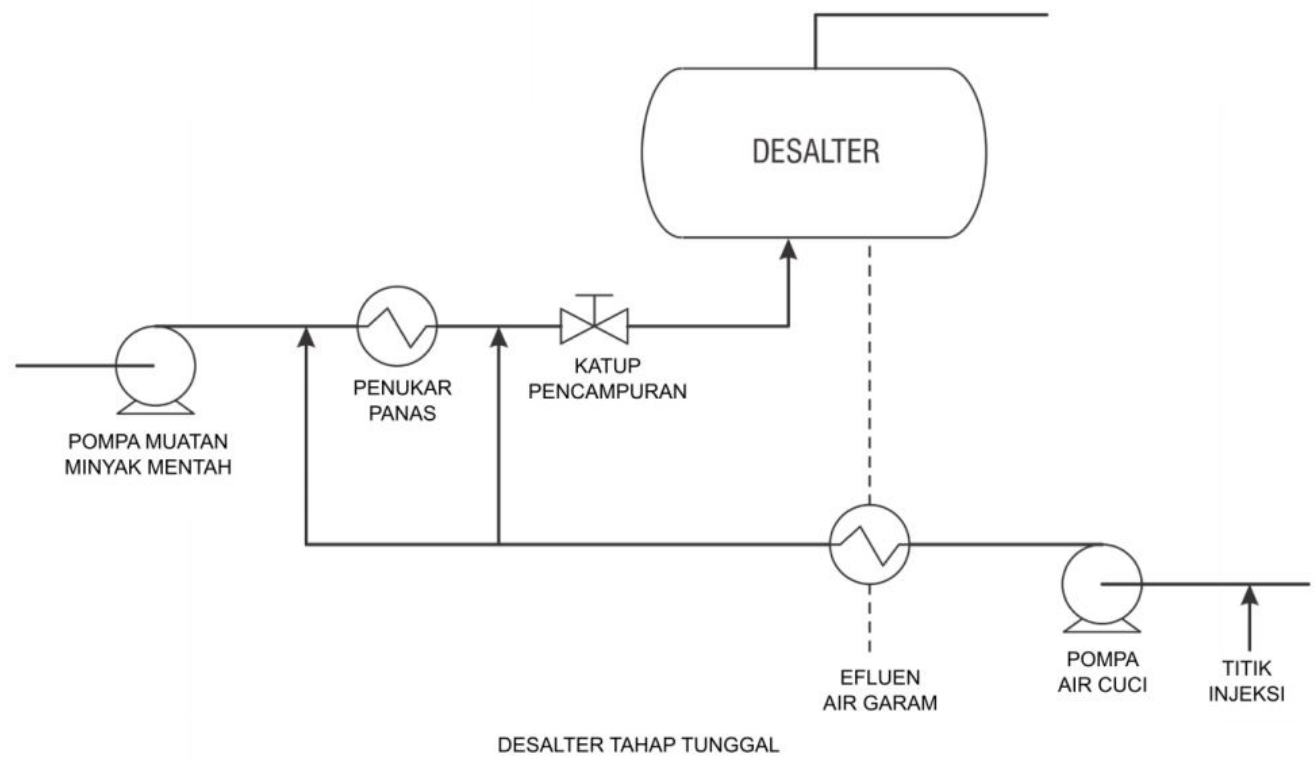 DESALTER
KATUP
PENCAMPURAN
PENUKAR
PANAS
POMPA MUATAN
MINYAK MENTAH
POMPA
AIR CUCI
TITIK
INJEKSI
EFLUEN
AIR GARAM
DESALTER TAHAP TUNGGAL